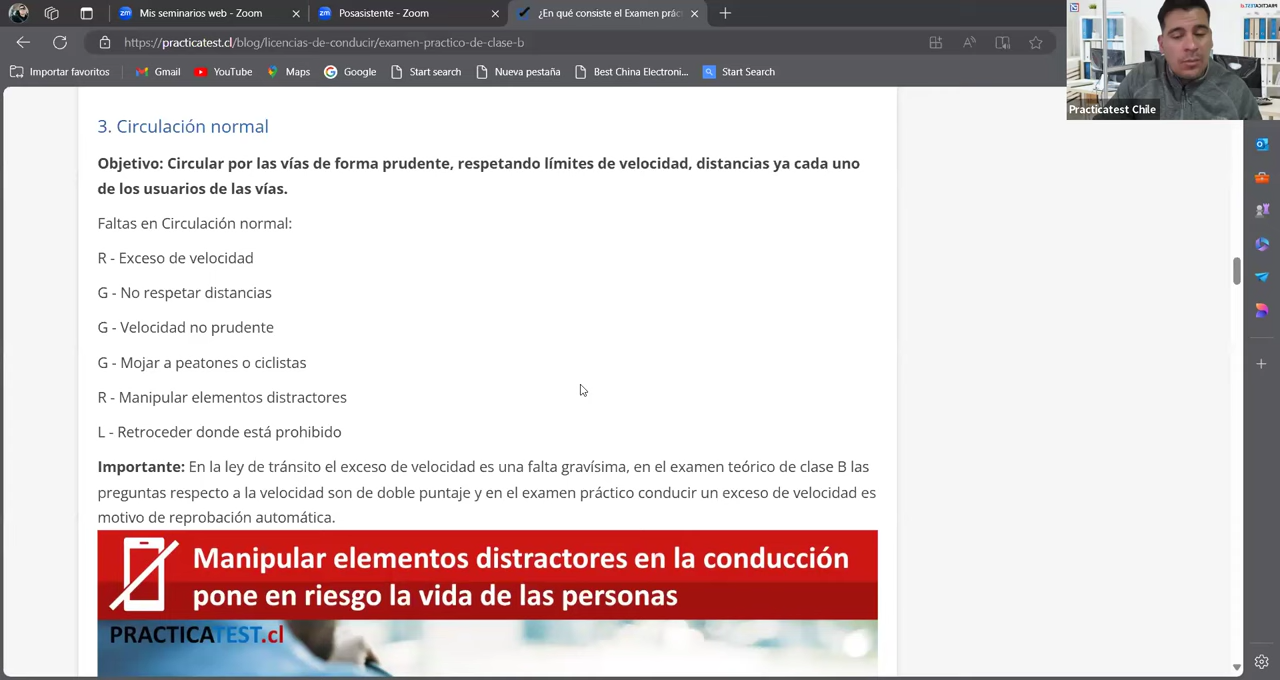 Mis seminarios web - Zoom
Posasistente - Zoom
¿En qué consiste el Examen prác
https://practicatest.cl/blog/licencias-de-conducir/examen-practico-de-clase-b
Importar favoritos
Gmail
YouTube
Maps
Google
Start search
Nueva pestaña
Best China Electroni...
Start Search
Practicatest Chile
3. Circulación normal
Objetivo: Circular por las vías de forma prudente, respetando límites de velocidad, distancias ya cada uno
de los usuarios de las vías.
Faltas en Circulación normal:
R - Exceso de velocidad
G - No respetar distancias
G - Velocidad no prudente
G - Mojar a peatones o ciclistas
R - Manipular elementos distractores
L - Retroceder donde está prohibido
Importante: En la ley de tránsito el exceso de velocidad es una falta gravísima, en el examen teórico de clase B las
preguntas respecto a la velocidad son de doble puntaje y en el examen práctico conducir un exceso de velocidad es
motivo de reprobación automática.
Manipular elementos distractores en la conducción
pone en riesgo la vida de las personas
PRACTICATEST.cl